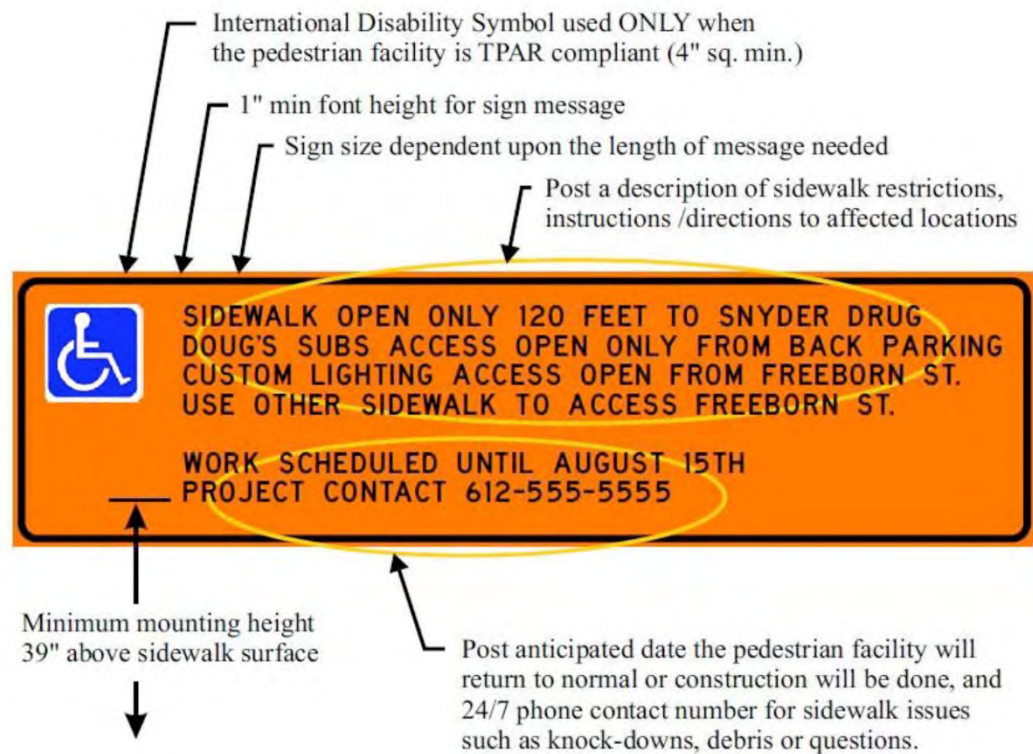 International Disability Symbol used ONLY when
the pedestrian facility is TPAR compliant (4" sq. min.)
1" min font height for sign message
Sign size dependent upon the length of message needed
Post a description of sidewalk restrictions,
instructions /directions to affected locations
SIDEWALK OPEN ONLY 120 FEET TO SNYDER DRUG
DOUG'S SUBS ACCESS OPEN ONLY FROM BACK PARKING
CUSTOM LIGHTING ACCESS OPEN FROM FREEBORN ST.
USE OTHER SIDEWALK TO ACCESS FREEBORN ST.
WORK SCHEDULED UNTIL AUGUST 15TH
PROJECT CONTACT 612-555-5555
Minimum mounting height
39" above sidewalk surface
Post anticipated date the pedestrian facility will
return to normal or construction will be done, and
24/7 phone contact number for sidewalk issues
such as knock-downs, debris or questions.